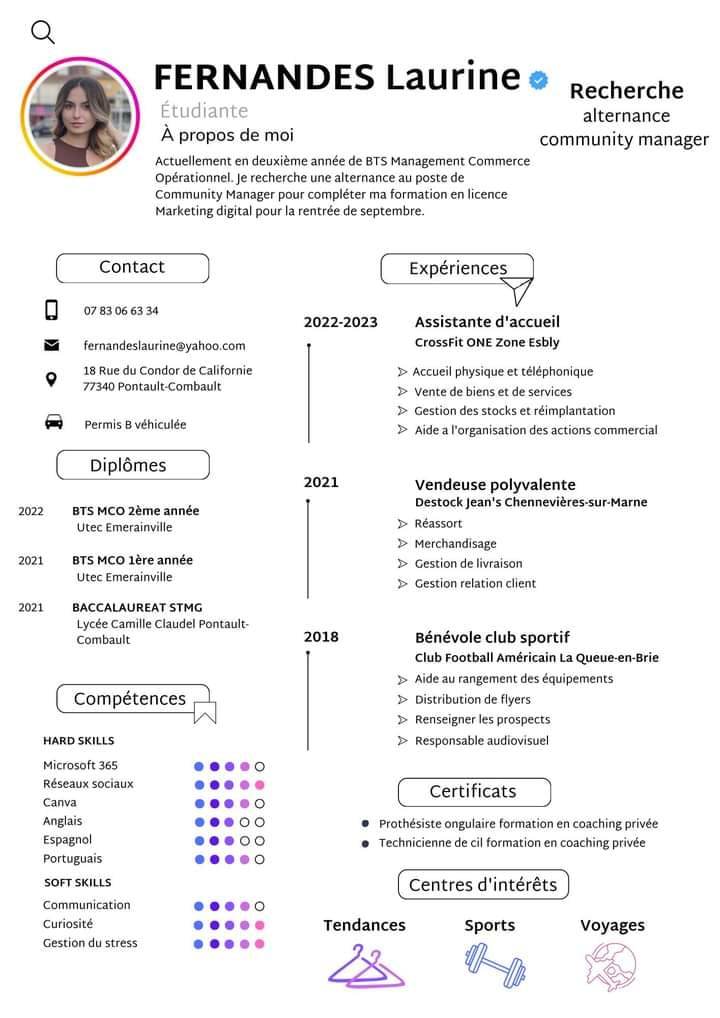 FERNANDES Laurine
Étudiante
À propos de moi
Actuellement en deuxième année de BTS Management Commerce
Opérationnel. Je recherche une alternance au poste de
Community Manager pour compléter ma formation en licence
Marketing digital pour la rentrée de septembre.
Recherche
alternance
community manager
Contact
07 83 06 63 34
fernandeslaurine@yahoo.com
18 Rue du Condor de Californie
77340 Pontault-Combault
Permis B véhiculée
Diplômes
2022 BTS MCO 2ème année
Utec Emerainville
2021 BTS MCO 1ère année
Utec Emerainville
2021 BACCALAUREAT STMG
Lycée Camille Claudel Pontault-
Combault
Compétences
HARD SKILLS
Microsoft 365
Réseaux sociaux
Canva
Anglais
Espagnol
Portuguais
SOFT SKILLS
Communication
Curiosité
Gestion du stress
Expériences
2022-2023 Assistante d'accueil
CrossFit ONE Zone Esbly
Accueil physique et téléphonique
Vente de biens et de services
Gestion des stocks et réimplantation
Aide a l'organisation des actions commercial
2021 Vendeuse polyvalente
Destock Jean's Chennevières-sur-Marne
Réassort
Merchandisage
Gestion de livraison
Gestion relation client
2018 Bénévole club sportif
Club Football Américain La Queue-en-Brie
Aide au rangement des équipements
Distribution de flyers
Renseigner les prospects
Responsable audiovisuel
Certificats
Prothésiste ongulaire formation en coaching privée
Technicienne de cil formation en coaching privée
Centres d'intérêts
Tendances Sports Voyages